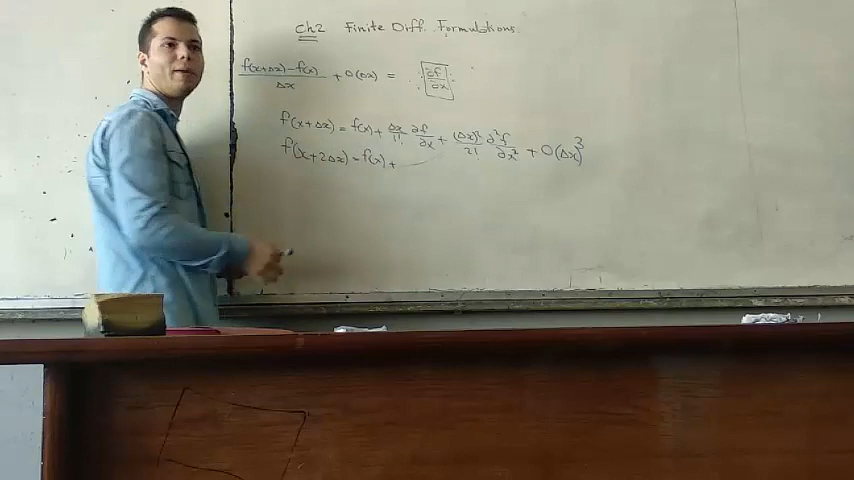 Ch2 Finite Diff. Formulations
f(x+Δx)-f(x) / Δx + O(Δx) = ∂f/∂x
f(x+Δx) = f(x) + Δx/1! ∂f/∂x + (Δx)²/2! ∂²f/∂x² + O(Δx)³
f(x+2Δx) = f(x) +